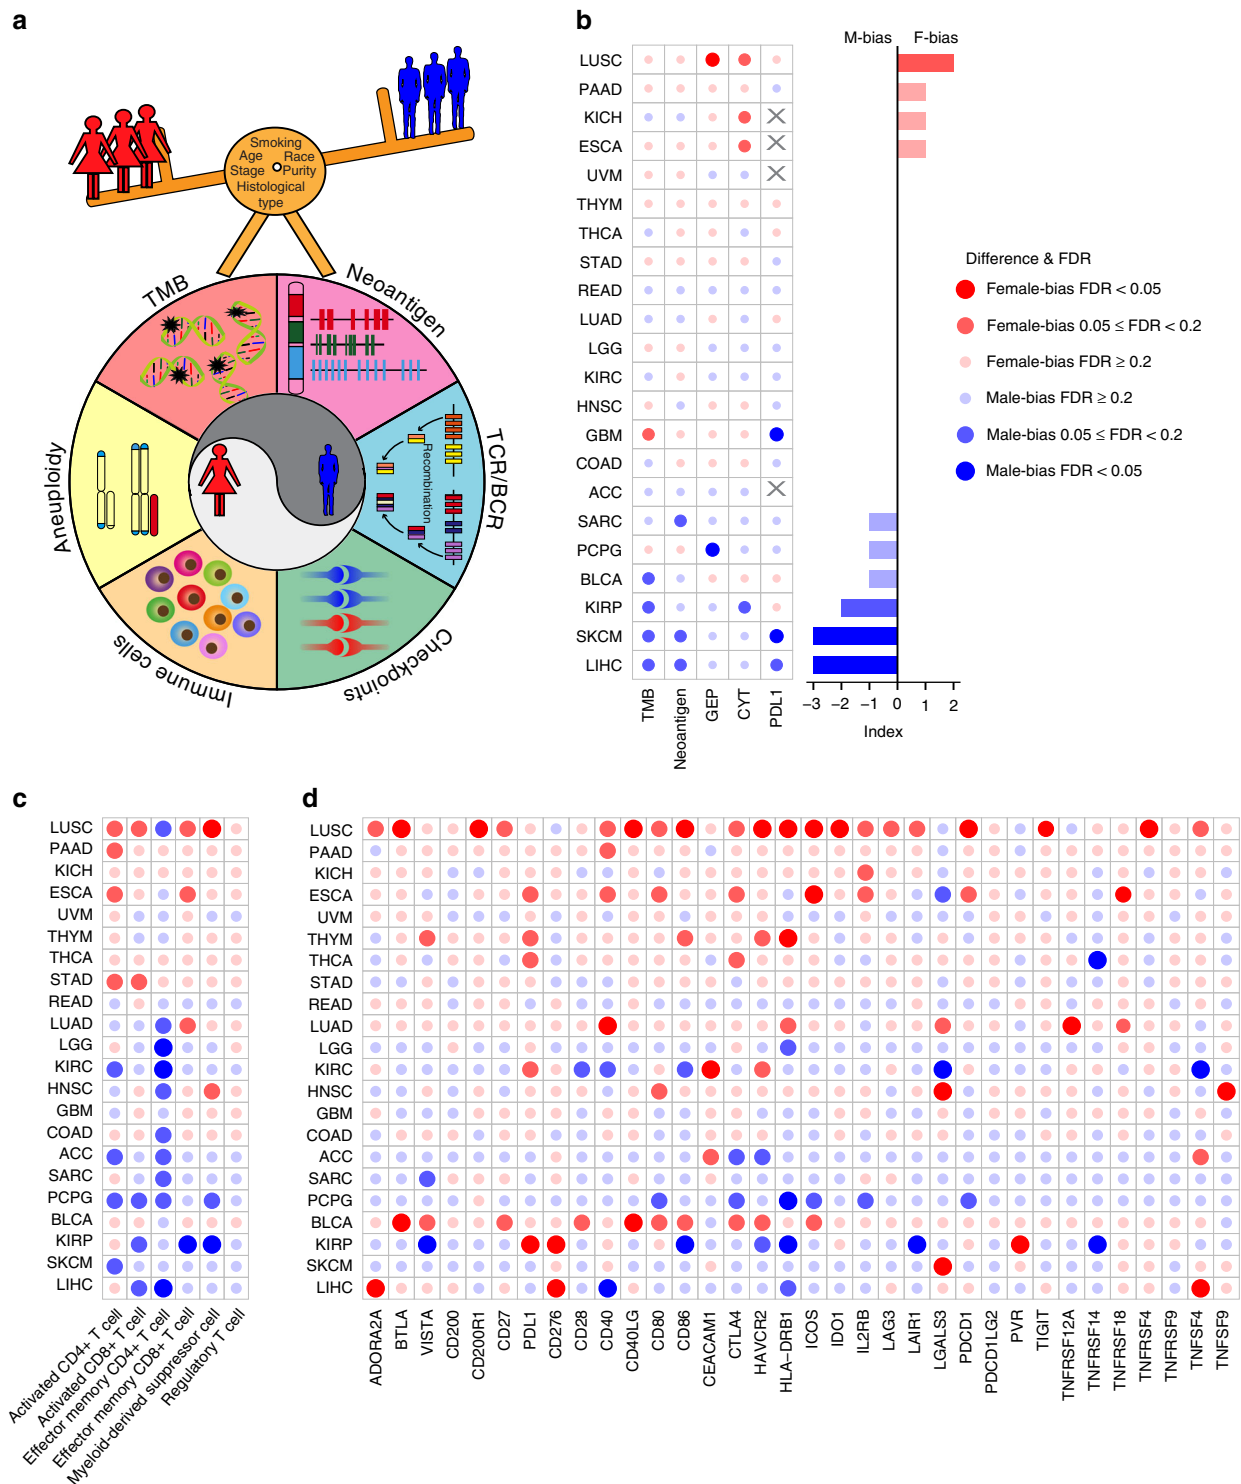 a
Smoking
Age
Race
Stage
Purity
Histological
type
TMB
Neoantigen
TCR/BCR
Recombination
Checkpoints
Immune cells
Aneuploidy
b
M-bias
F-bias
LUSC
PAAD
KICH
ESCA
UVM
THYM
THCA
STAD
READ
LUAD
LGG
KIRC
HNSC
GBM
COAD
ACC
SARC
PCPG
BLCA
KIRP
SKCM
LIHC
TMB
Neoantigen
GEP
CYT
PDL1
−3 −2 −1 0 1 2
Index
Difference & FDR
Female-bias FDR < 0.05
Female-bias 0.05 ≤ FDR < 0.2
Female-bias FDR ≥ 0.2
Male-bias FDR ≥ 0.2
Male-bias 0.05 ≤ FDR < 0.2
Male-bias FDR < 0.05
c
LUSC
PAAD
KICH
ESCA
UVM
THYM
THCA
STAD
READ
LUAD
LGG
KIRC
HNSC
GBM
COAD
ACC
SARC
PCPG
BLCA
KIRP
SKCM
LIHC
Activated CD4+ T cell
Activated CD8+ T cell
Effector memory CD4+ T cell
Effector memory CD8+ T cell
Myeloid-derived suppressor cell
Regulatory T cell
d
LUSC
PAAD
KICH
ESCA
UVM
THYM
THCA
STAD
READ
LUAD
LGG
KIRC
HNSC
GBM
COAD
ACC
SARC
PCPG
BLCA
KIRP
SKCM
LIHC
ADORA2A
BTLA
VISTA
CD200
CD200R1
CD27
PDL1
CD276
CD28
CD40
CD40LG
CD80
CD86
CEACAM1
CTLA4
HAVCR2
HLA−DRB1
ICOS
IDO1
IL2RB
LAG3
LAIR1
LGALS3
PDCD1
PDCD1LG2
PVR
TIGIT
TNFRSF12A
TNFRSF14
TNFRSF18
TNFRSF4
TNFRSF9
TNFSF4
TNFSF9